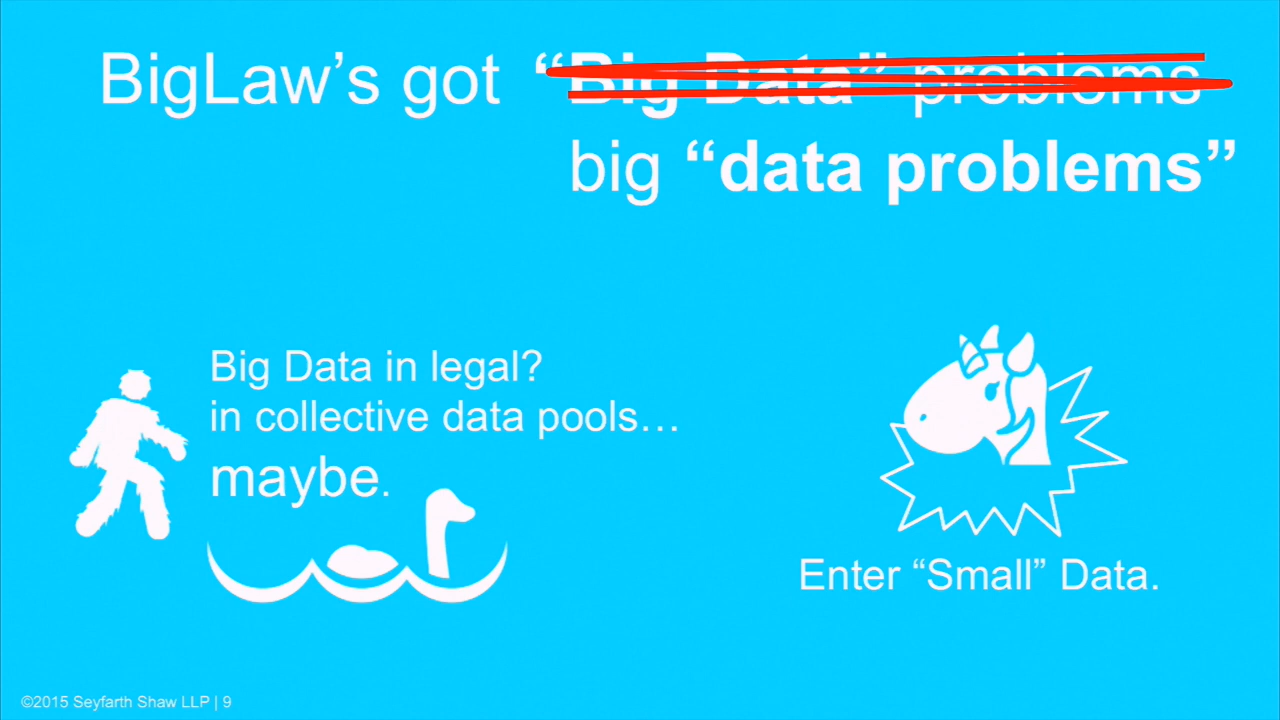 BigLaw’s got “Big Data” problems
big “data problems”
Big Data in legal?
in collective data pools…
maybe.
Enter “Small” Data.
©2015 Seyfarth Shaw LLP | 9